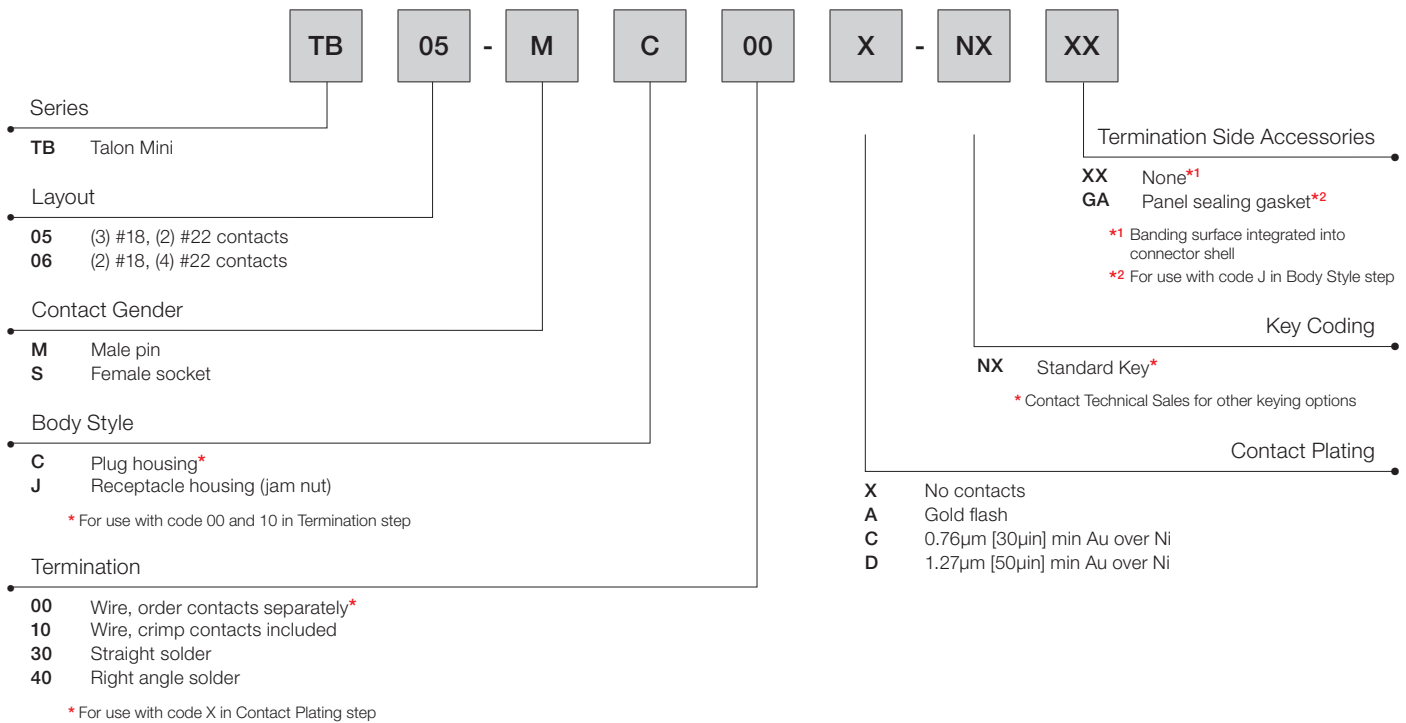 TB 05 - M C 00 X - NX XX
Series
TB Talon Mini
Layout
05 (3) #18, (2) #22 contacts
06 (2) #18, (4) #22 contacts
Contact Gender
M Male pin
S Female socket
Body Style
C Plug housing*
J Receptacle housing (jam nut)
* For use with code 00 and 10 in Termination step
Termination
00 Wire, order contacts separately*
10 Wire, crimp contacts included
30 Straight solder
40 Right angle solder
* For use with code X in Contact Plating step
Termination Side Accessories
XX None*1
GA Panel sealing gasket*2
*1 Banding surface integrated into
connector shell
*2 For use with code J in Body Style step
Key Coding
NX Standard Key*
* Contact Technical Sales for other keying options
Contact Plating
X No contacts
A Gold flash
C 0.76µm [30µin] min Au over Ni
D 1.27µm [50µin] min Au over Ni